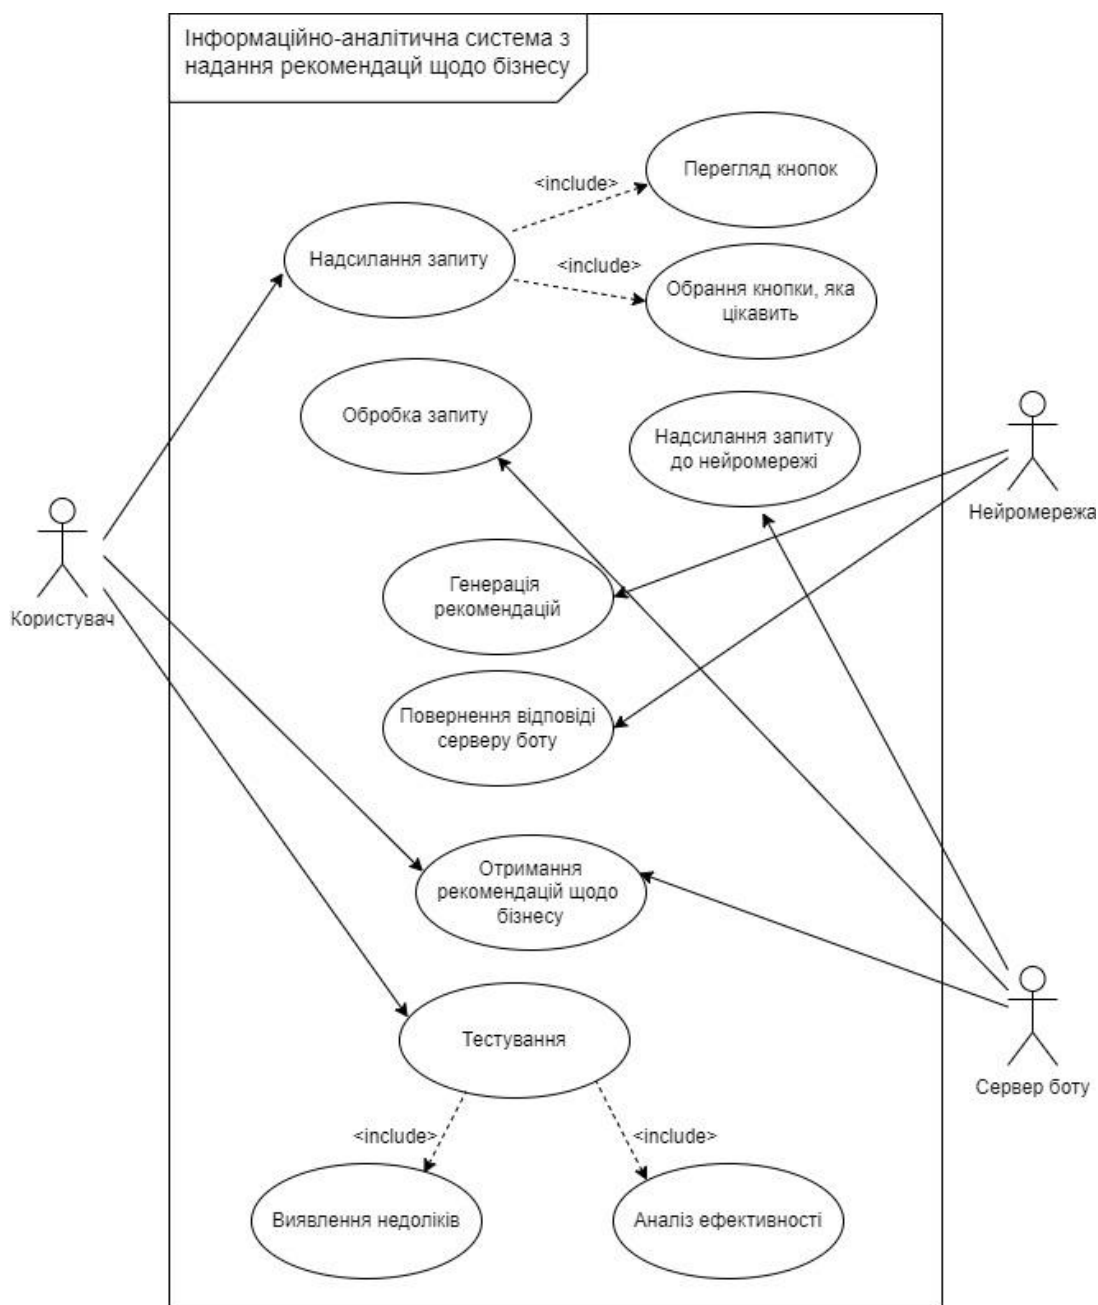 Інформаційно-аналітична система з
надання рекомендацй щодо бізнесу
Перегляд кнопок
<include>
Надсилання запиту
<include>
Обрання кнопки, яка
цікавить
Обробка запиту
Надсилання запиту
до нейромережі
Нейромережа
Користувач
Генерація
рекомендацій
Повернення відповіді
серверу боту
Отримання
рекомендацій щодо
бізнесу
Тестування
Сервер боту
<include>
<include>
Виявлення недоліків
Аналіз ефективності